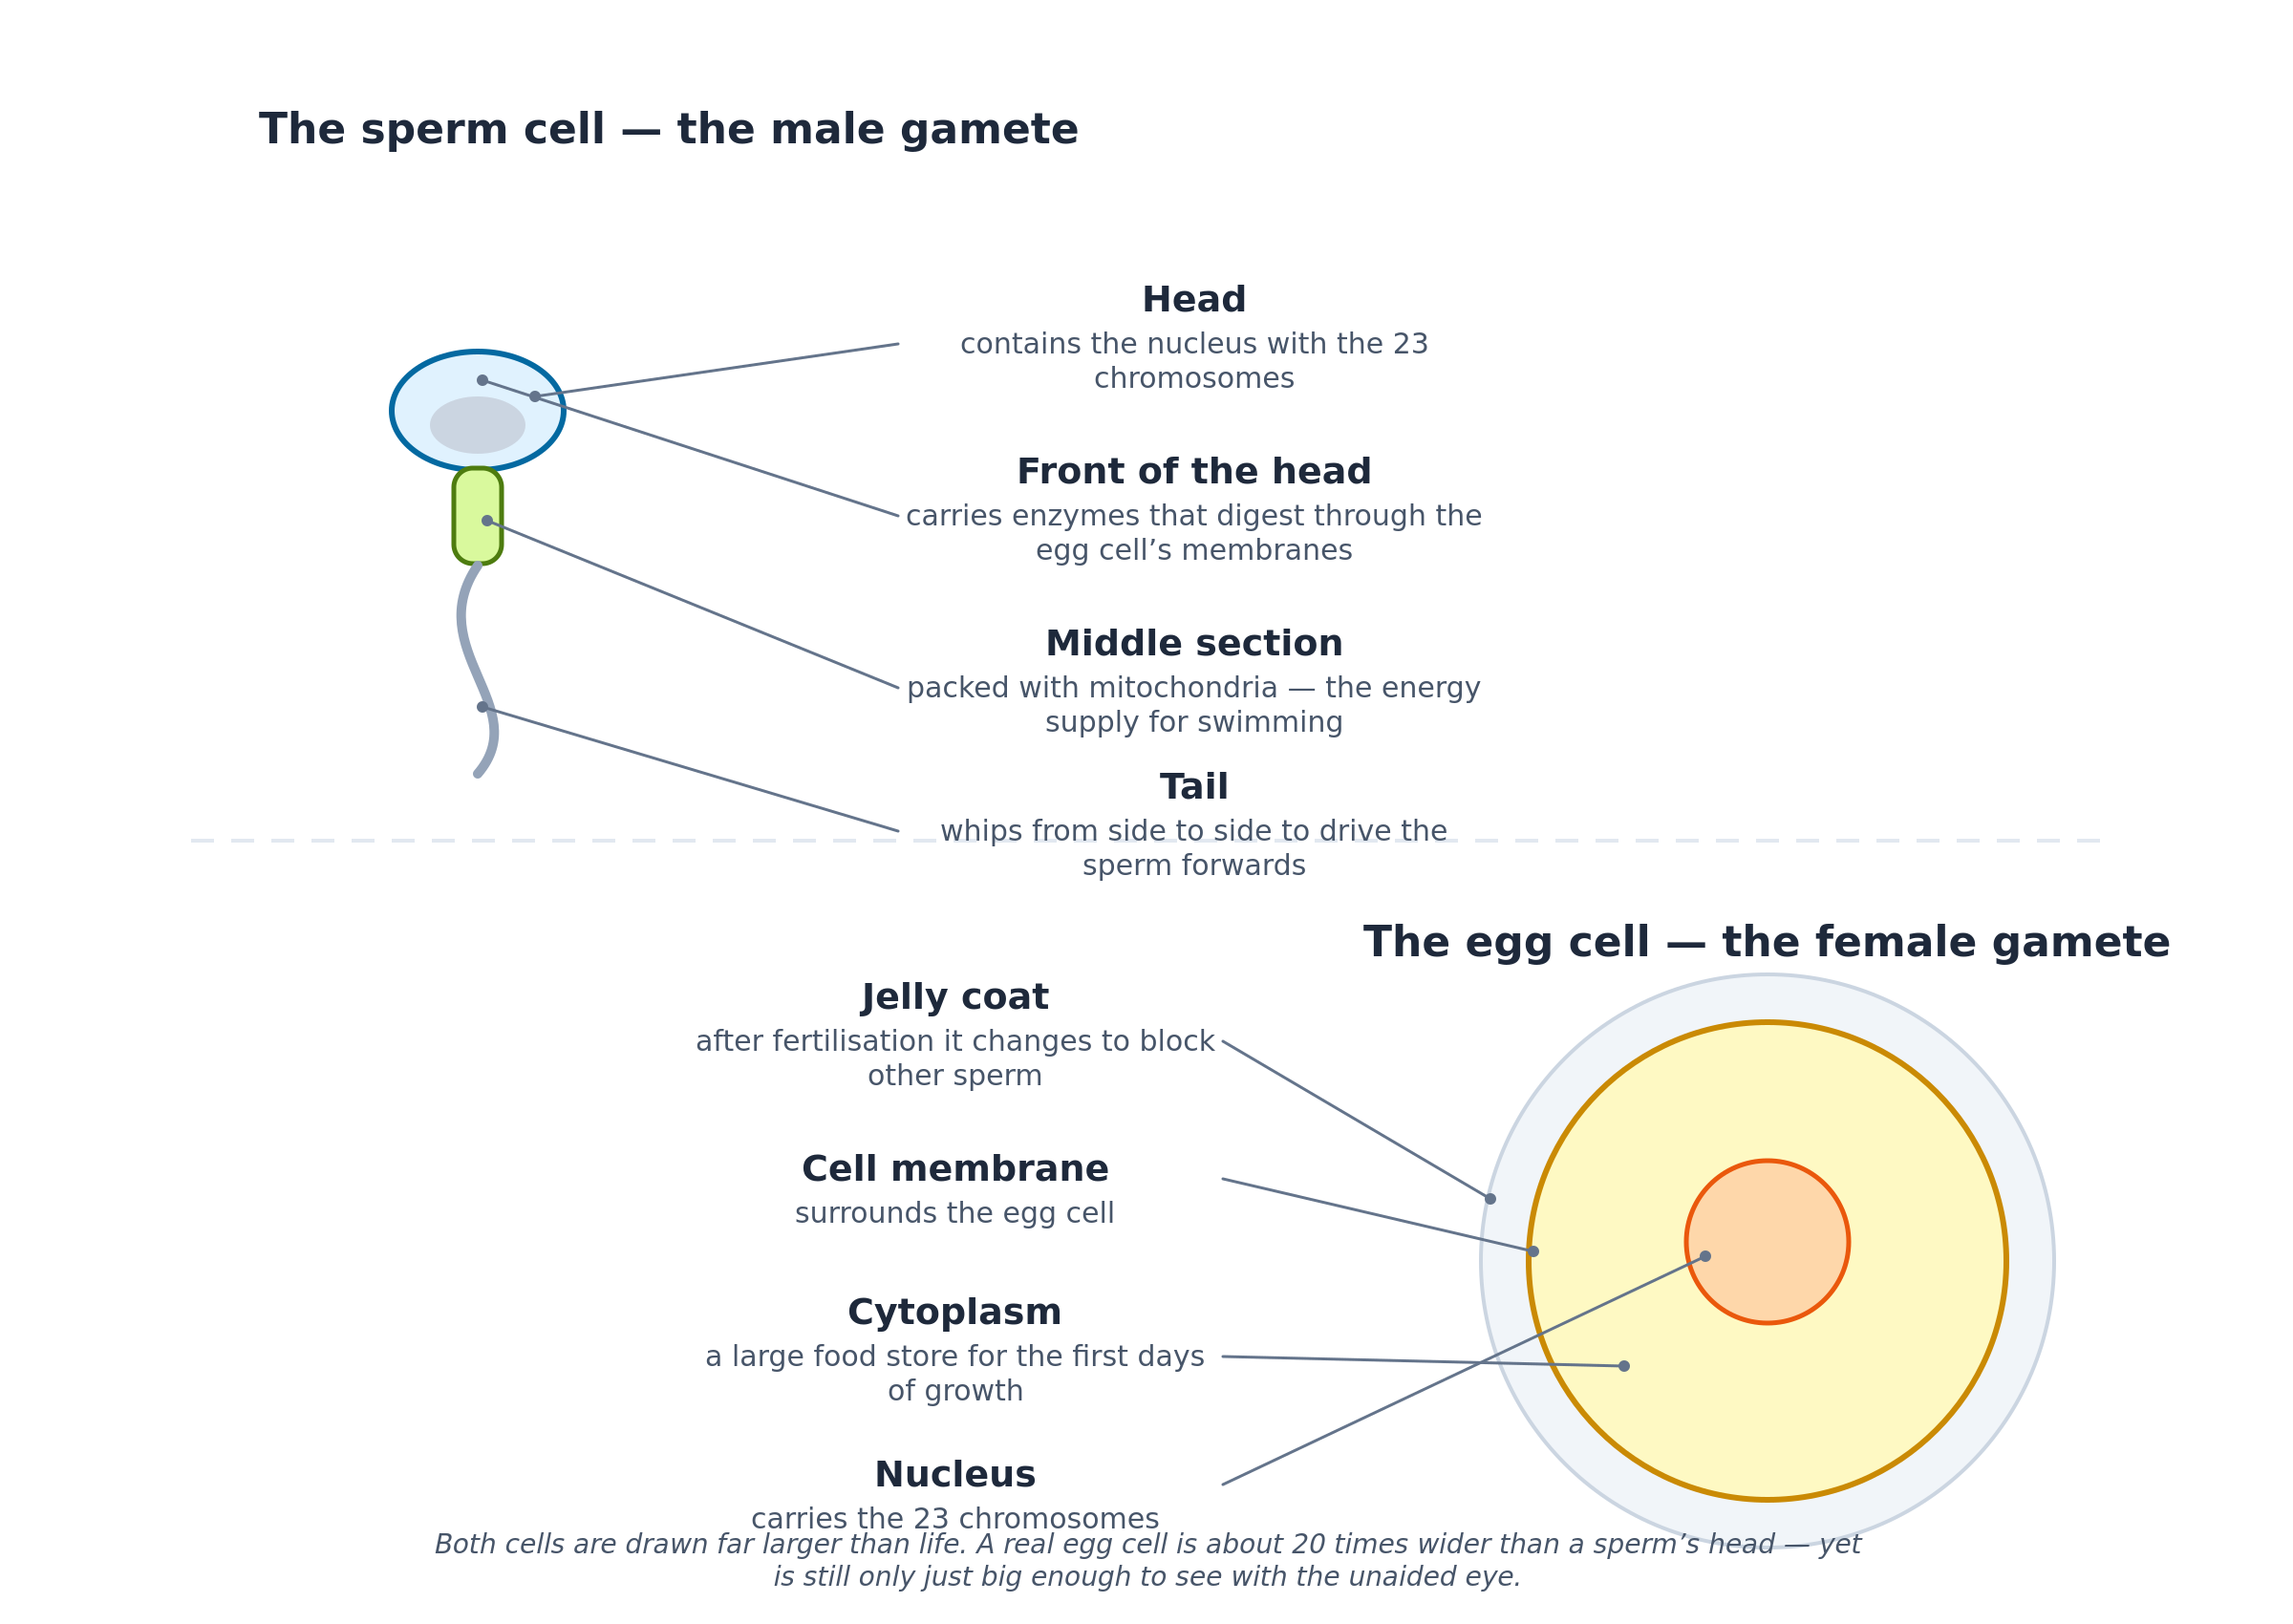 The sperm cell — the male gamete
Head
contains the nucleus with the 23
chromosomes
Front of the head
carries enzymes that digest through the
egg cell’s membranes
Middle section
packed with mitochondria — the energy
supply for swimming
Tail
whips from side to side to drive the
sperm forwards
The egg cell — the female gamete
Jelly coat
after fertilisation it changes to block
other sperm
Cell membrane
surrounds the egg cell
Cytoplasm
a large food store for the first days
of growth
Nucleus
carries the 23 chromosomes
Both cells are drawn far larger than life. A real egg cell is about 20 times wider than a sperm’s head — yet
is still only just big enough to see with the unaided eye.